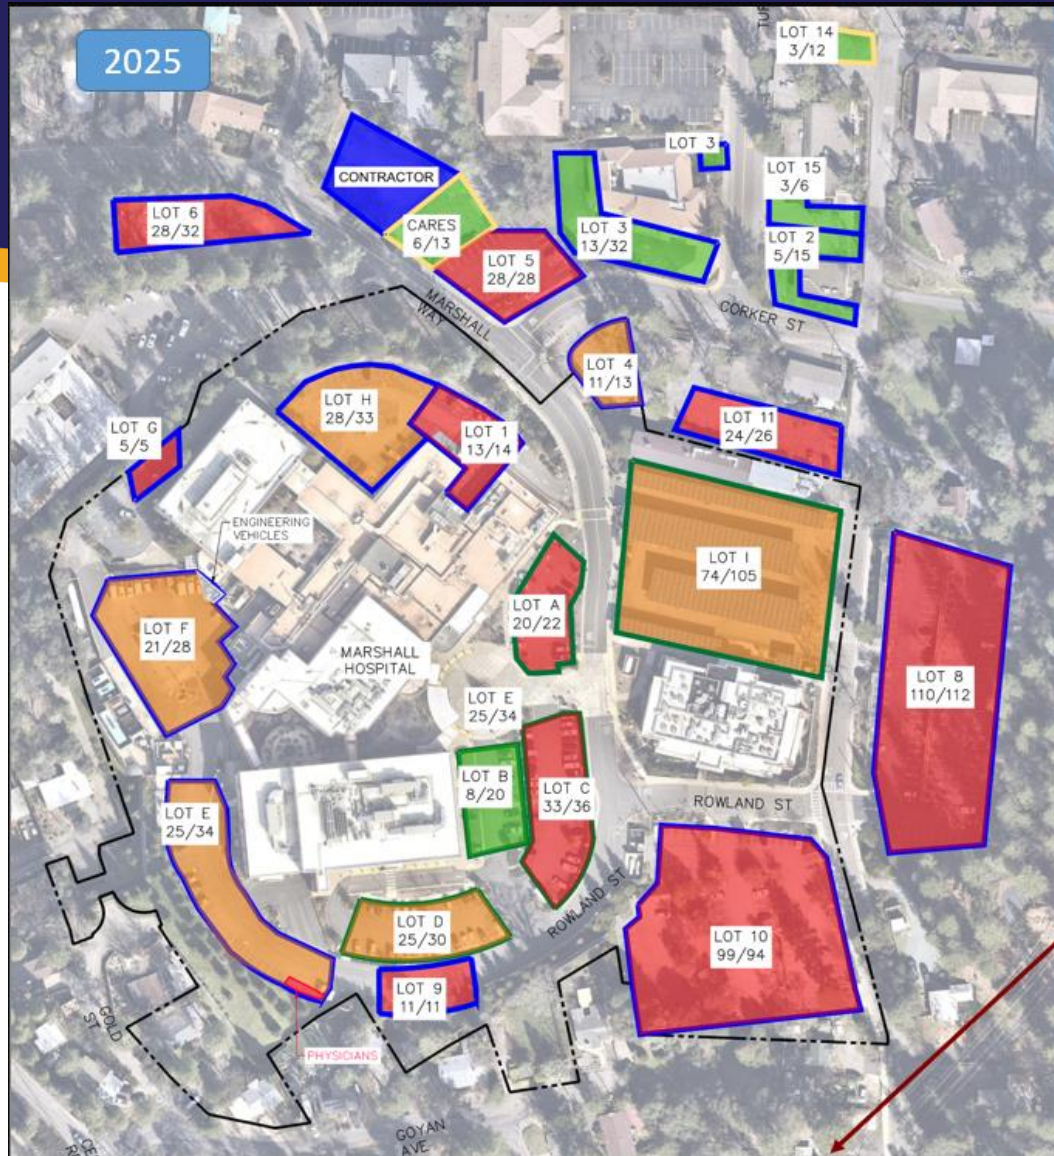 2025
TUR
LOT 14
3/12
LOT 3
CONTRACTOR
LOT 15
3/6
LOT 6
28/32
CARES
6/13
LOT 3
13/32
LOT 2
5/15
LOT 5
28/28
MARSHALL
WAY
CORKER ST
LOT 4
11/13
LOT H
28/33
LOT G
5/5
LOT 1
13/14
LOT 11
24/26
ENGINEERING
VEHICLES
LOT I
74/105
LOT A
20/22
LOT F
21/28
MARSHALL
HOSPITAL
LOT 8
110/112
LOT E
25/34
LOT B
8/20
LOT C
33/36
ROWLAND ST
LOT E
25/34
ROWLAND ST
LOT D
25/30
LOT 10
99/94
LOT 9
11/11
GOLD
ST
PHYSICIANS
GOYAN
AVE